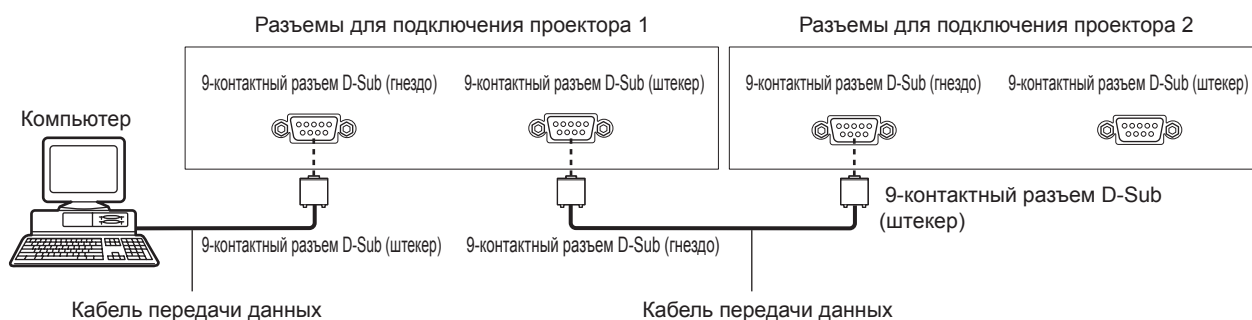 Разъемы для подключения проектора 1
Разъемы для подключения проектора 2
9-контактный разъем D-Sub (гнездо)
9-контактный разъем D-Sub (штекер)
9-контактный разъем D-Sub (гнездо)
9-контактный разъем D-Sub (штекер)
Компьютер
9-контактный разъем D-Sub
(штекер)
9-контактный разъем D-Sub (штекер)
9-контактный разъем D-Sub (гнездо)
Кабель передачи данных
Кабель передачи данных